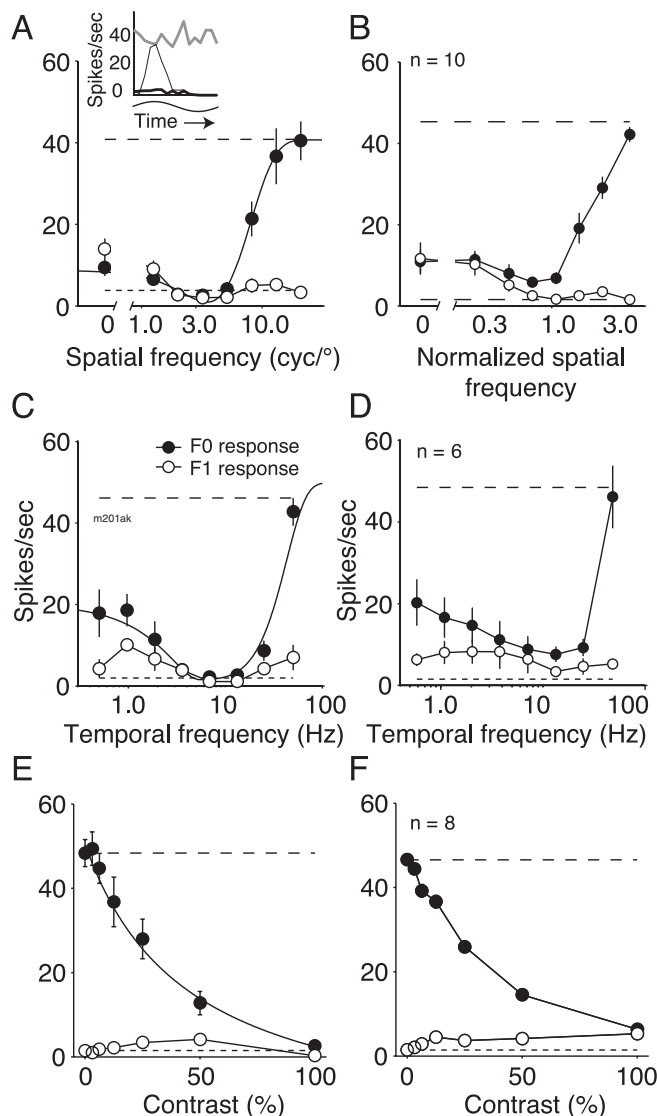 A
Spikes/sec
40
20
0
Time
60
40
20
0
0
1.0
3.0
10.0
Spatial frequency (cyc/°)
B
n = 10
60
40
20
0
0
0.3
1.0
3.0
Normalized spatial
frequency
C
F0 response
F1 response
m201ak
Spikes/sec
60
40
20
0
1.0
10
100
Temporal frequency (Hz)
D
n = 6
60
40
20
0
1.0
10
100
Temporal frequency (Hz)
E
60
40
20
0
0
50
100
Contrast (%)
F
n = 8
60
40
20
0
0
50
100
Contrast (%)